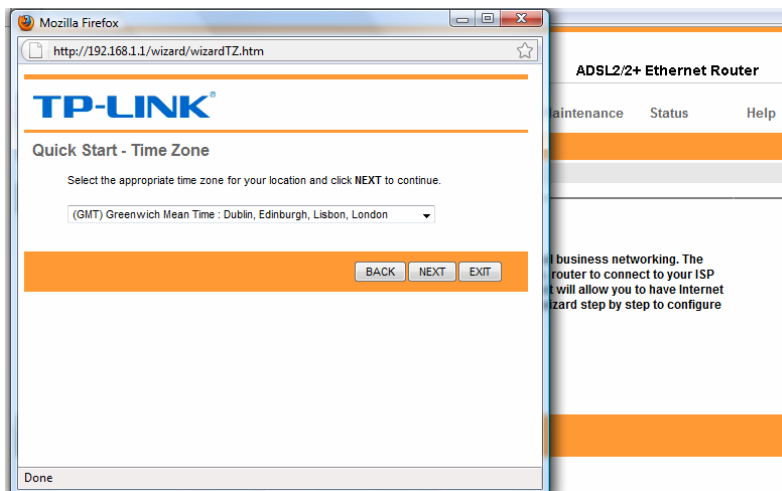 Mozilla Firefox
http://192.168.1.1/wizard/wizardTZ.htm
TP-LINK®
Quick Start - Time Zone
Select the appropriate time zone for your location and click NEXT to continue.
(GMT) Greenwich Mean Time : Dublin, Edinburgh, Lisbon, London
BACK NEXT EXIT
Done
ADSL2/2+ Ethernet Router
Status Help
business networking. The
router to connect to your ISP
will allow you to have Internet
step by step to configure